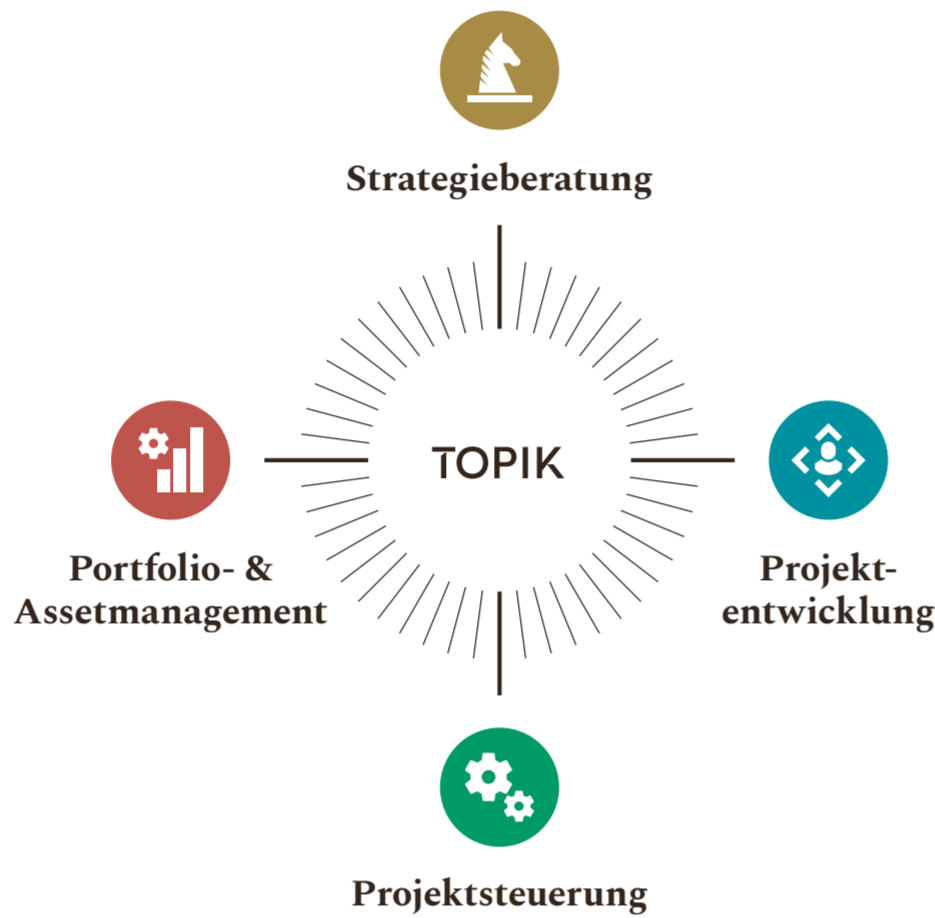 Strategieberatung
TOPIK
Portfolio- &
Assetmanagement
Projekt-
entwicklung
Projektsteuerung